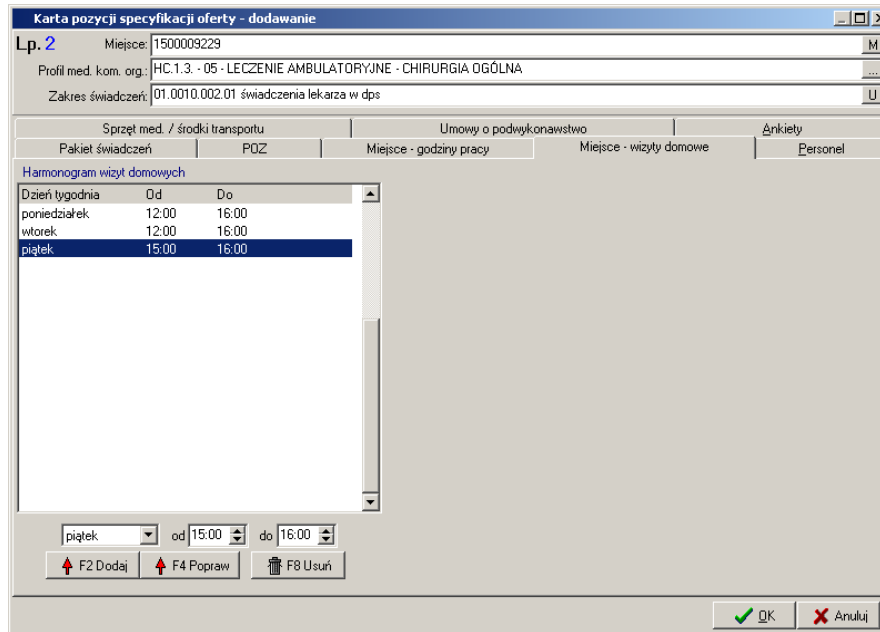 Karta pozycji specyfikacji oferty - dodawanie
Lp. 2 Miejsce: 1500009229 M
Profil med. kom. org.: HC.1.3. - 05 - LECZENIE AMBULATORYJNE - CHIRURGIA OGÓLNA ...
Zakres świadczeń: 01.0010.002.01 świadczenia lekarza w dps U
Sprzęt med. / środki transportu Umowy o podwykonawstwo Ankiety
Pakiet świadczeń POZ Miejsce - godziny pracy Miejsce - wizyty domowe Personel
Harmonogram wizyt domowych
Dzień tygodnia Od Do
poniedziałek 12:00 16:00
wtorek 12:00 16:00
piątek 15:00 16:00
piątek od 15:00 do 16:00
F2 Dodaj F4 Popraw F8 Usuń
OK Anuluj